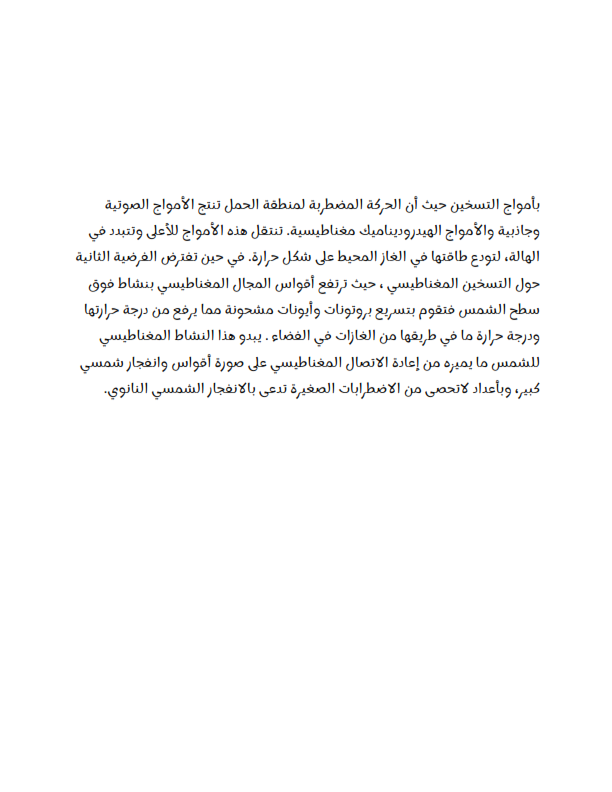 بأمواج التسخين حيث أن الحركة المضطربة لمنطقة الحمل تنتج الأمواج الصوتية
وجاذبية والأمواج الهيدروديناميك مغناطيسية. تنتقل هذه الأمواج للأعلى وتتبدد في
الهالة، لتودع طاقتها في الغاز المحيط على شكل حرارة. في حين تفترض الفرضية الثانية
حول التسخين المغناطيسي ، حيث ترتفع أقواس المجال المغناطيسي بنشاط فوق
سطح الشمس فتقوم بتسريع بروتونات وأيونات مشحونة مما يرفع من درجة حرارتها
ودرجة حرارة ما في طريقها من الغازات في الفضاء . يبدو هذا النشاط المغناطيسي
للشمس ما يميزه من إعادة الاتصال المغناطيسي على صورة أقواس وانفجار شمسي
كبير، وبأعداد لاتحصى من الاضطرابات الصغيرة تدعى بالانفجار الشمسي النانوي.